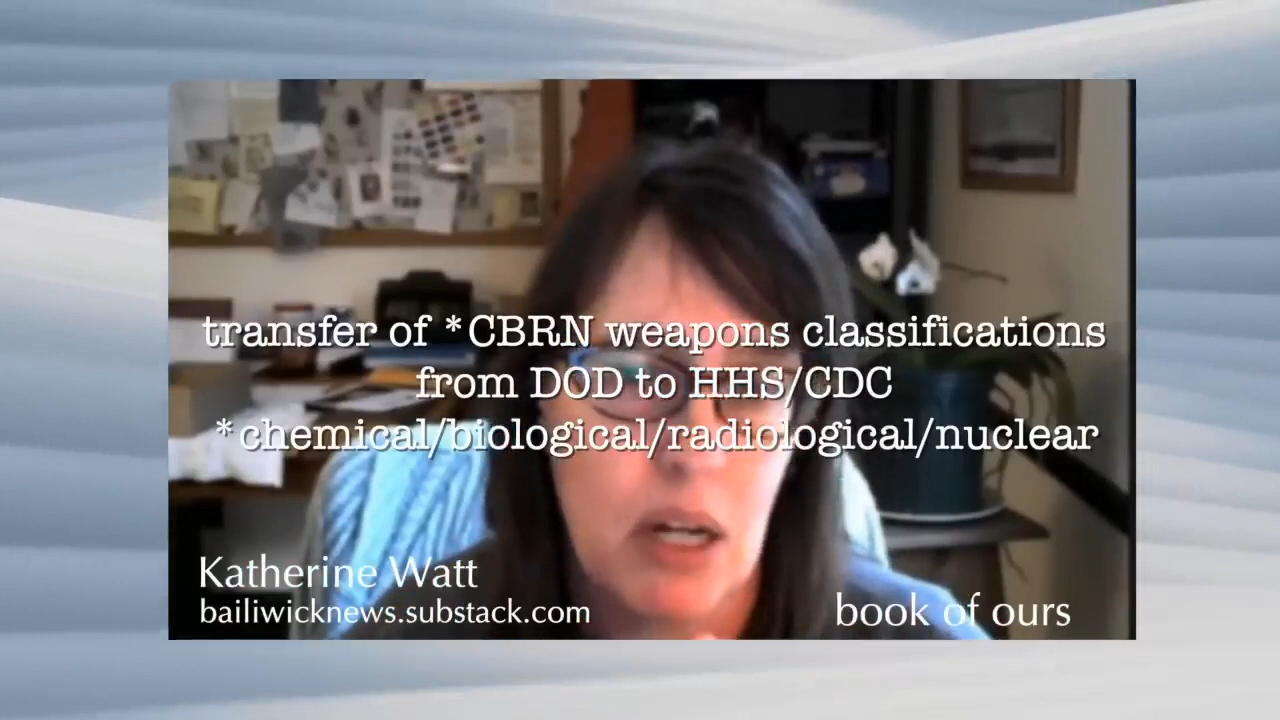 transfer of *CBRN weapons classifications
from DOD to HHS/CDC
*chemical/biological/radiological/nuclear
Katherine Watt
bailiwicknews.substack.com
book of ours